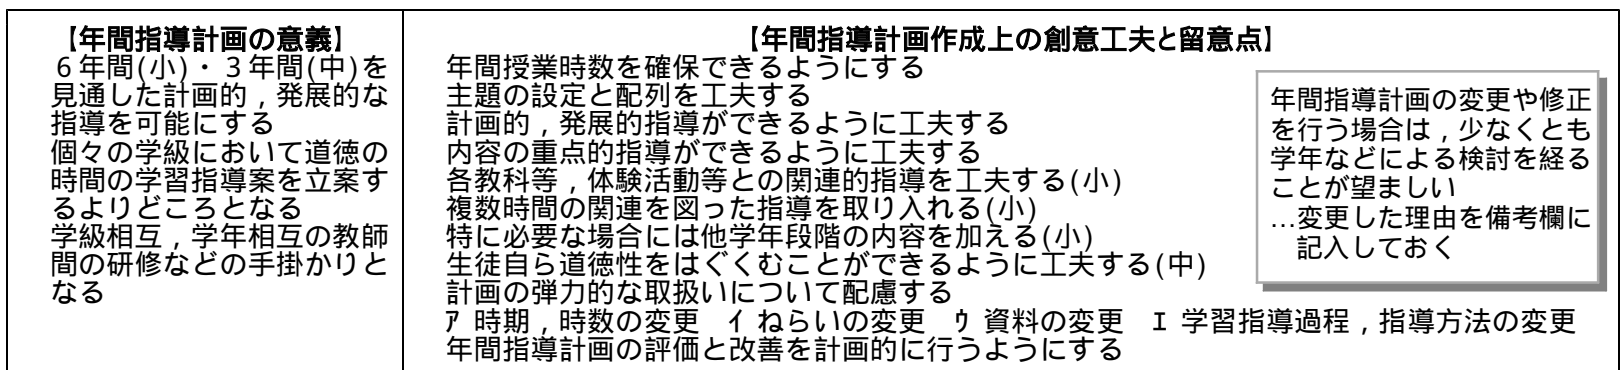 【年間指導計画の意義】
６年間(小)・３年間(中)を
見通した計画的，発展的な
指導を可能にする
個々の学級において道徳の
時間の学習指導案を立案す
るよりどころとなる
学級相互，学年相互の教師
間の研修などの手掛かりと
なる
【年間指導計画作成上の創意工夫と留意点】
年間授業時数を確保できるようにする
主題の設定と配列を工夫する
計画的，発展的指導ができるように工夫する
内容の重点的指導ができるように工夫する
各教科等，体験活動等との関連的指導を工夫する(小)
複数時間の関連を図った指導を取り入れる(小)
特に必要な場合には他学年段階の内容を加える(小)
生徒自ら道徳性をはぐくむことができるように工夫する(中)
計画の弾力的な取扱いについて配慮する
ｱ 時期，時数の変更　ｲ ねらいの変更　ｳ 資料の変更　ｴ 学習指導過程，指導方法の変更
年間指導計画の評価と改善を計画的に行うようにする
年間指導計画の変更や修正
を行う場合は，少なくとも
学年などによる検討を経る
ことが望ましい
…変更した理由を備考欄に
記入しておく